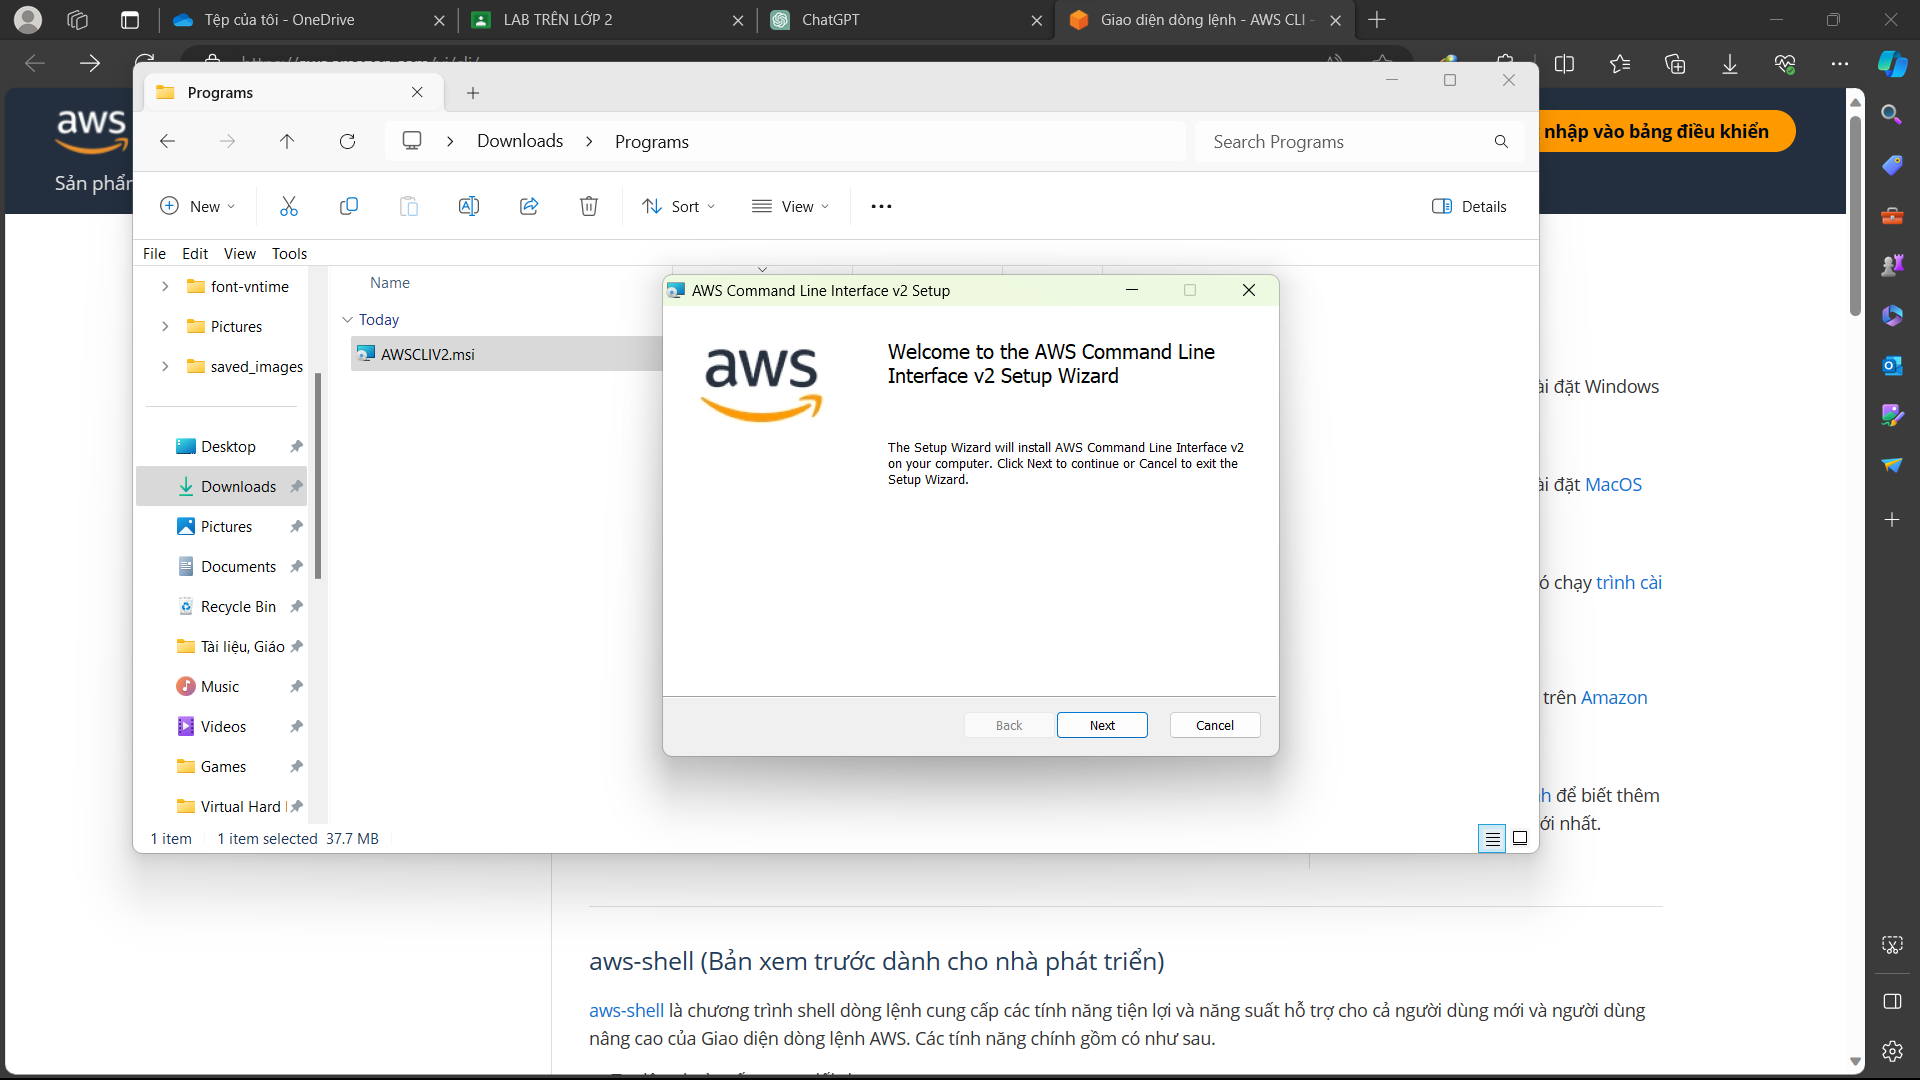 Tệp của tôi - OneDrive
LAB TRÊN LỚP 2
ChatGPT
Giao diện dòng lệnh - AWS CLI -
Programs
Downloads
Programs
Search Programs
New
Sort
View
Details
File Edit View Tools
aws
Sản phẩm
nhập vào bảng điều khiển
font-vntime
Pictures
saved_images
Desktop
Downloads
Pictures
Documents
Recycle Bin
Tài liệu, Giáo
Music
Videos
Games
Virtual Hard
Name
Today
AWSCLIV2.msi
AWS Command Line Interface v2 Setup
aws
Welcome to the AWS Command Line
Interface v2 Setup Wizard
The Setup Wizard will install AWS Command Line Interface v2
on your computer. Click Next to continue or Cancel to exit the
Setup Wizard.
Back
Next
Cancel
1 item
1 item selected 37.7 MB
ài đặt Windows
ài đặt MacOS
ó chạy trình cài
trên Amazon
h để biết thêm
ới nhất.
aws-shell (Bản xem trước dành cho nhà phát triển)
aws-shell là chương trình shell dòng lệnh cung cấp các tính năng tiện lợi và năng suất hỗ trợ cho cả người dùng mới và người dùng
nâng cao của Giao diện dòng lệnh AWS. Các tính năng chính gồm có như sau.